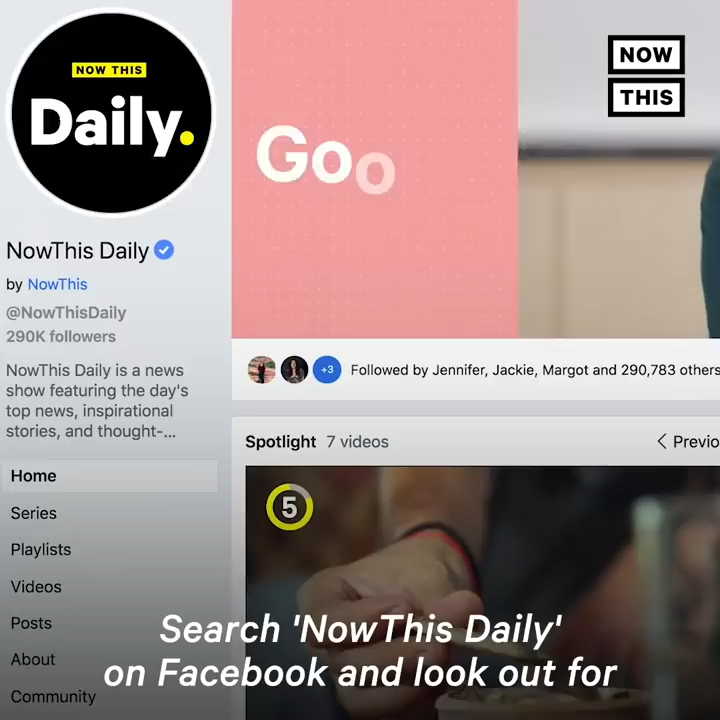 NOW THIS
Daily.
NowThis Daily
by NowThis
@NowThisDaily
290K followers
NowThis Daily is a news
show featuring the day's
top news, inspirational
stories, and thought-...
Home
Series
Playlists
Videos
Posts
About
Community
Goo
NOW
THIS
+3 Followed by Jennifer, Jackie, Margot and 290,783 others
Spotlight 7 videos
Previo
5
Search 'NowThis Daily'
on Facebook and look out for